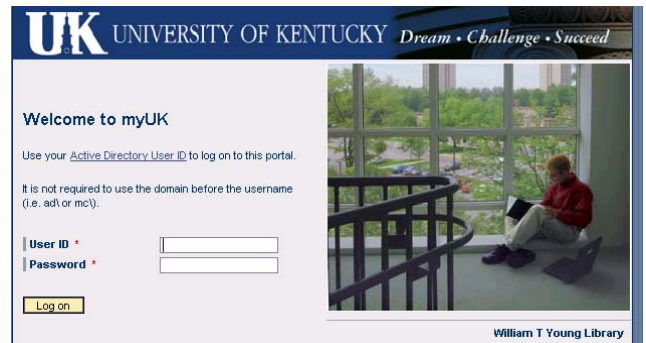 UK UNIVERSITY OF KENTUCKY Dream • Challenge • Succeed
Welcome to myUK
Use your Active Directory User ID to log on to this portal.
It is not required to use the domain before the username
(i.e. ad\ or mc\).
User ID *
Password *
Log on
William T Young Library